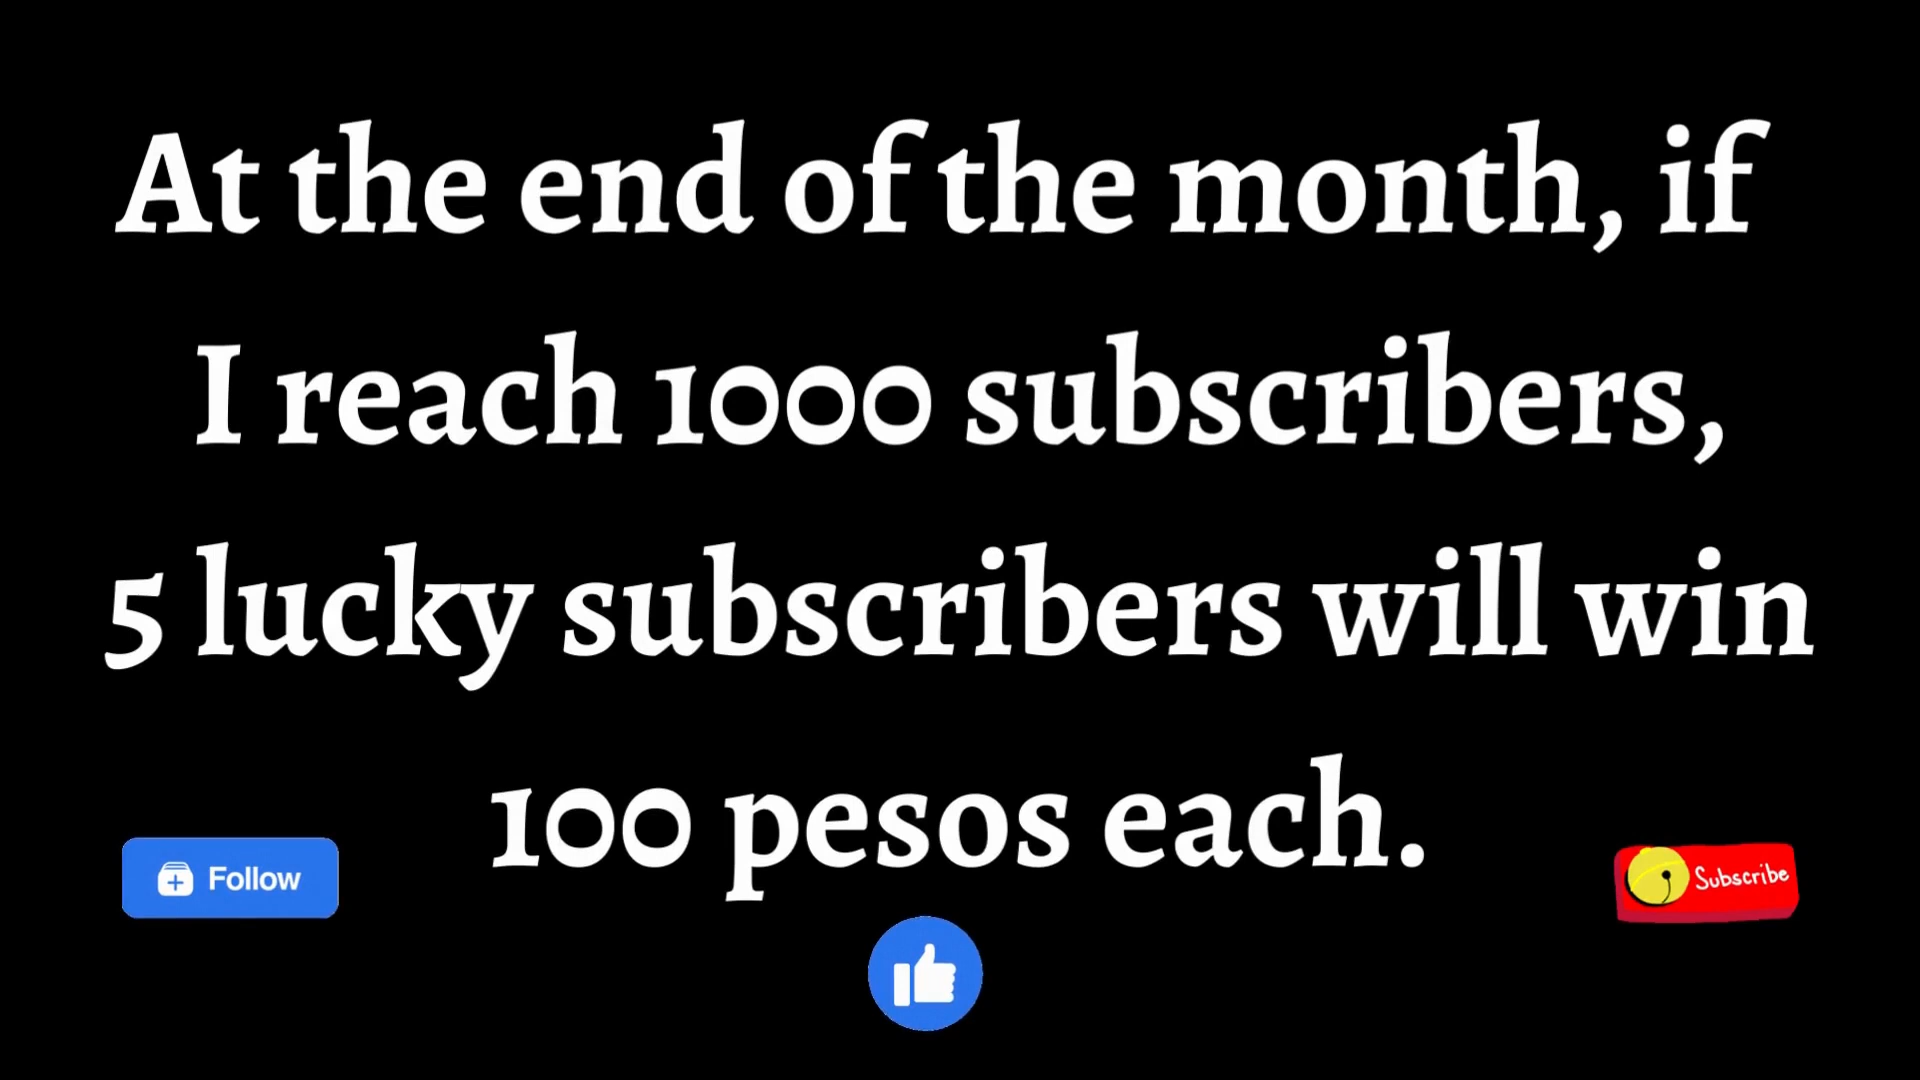 At the end of the month, if
I reach 1000 subscribers,
5 lucky subscribers will win
100 pesos each.
Follow
Subscribe